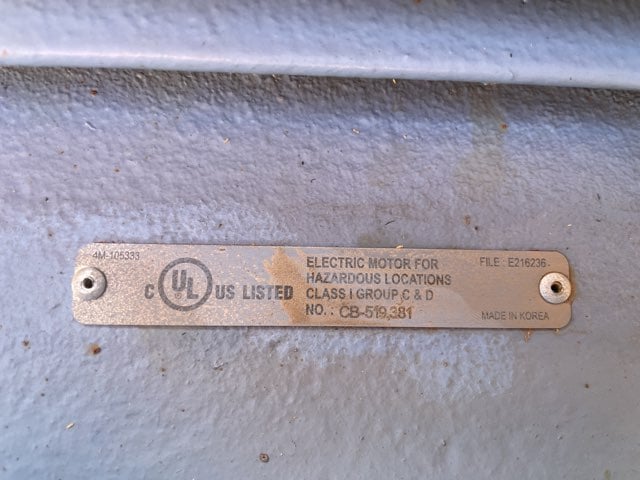 4M-105333
C UL US LISTED
ELECTRIC MOTOR FOR
HAZARDOUS LOCATIONS
CLASS I GROUP C & D
NO. : CB-519,381
FILE : E216236
MADE IN KOREA